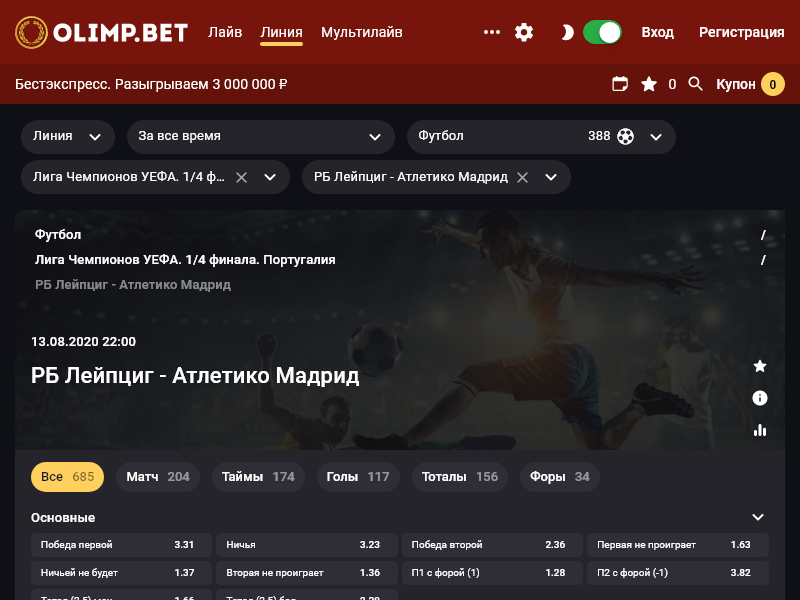 OLIMP.BET Лайв Линия Мультилайв Вход Регистрация
Бестэкспресс. Разыгрываем 3 000 000 ₽ 0 Купон 0
Линия За все время Футбол 388
Лига Чемпионов УЕФА. 1/4 ф... РБ Лейпциг - Атлетико Мадрид
Футбол /
Лига Чемпионов УЕФА. 1/4 финала. Португалия /
РБ Лейпциг - Атлетико Мадрид
13.08.2020 22:00
РБ Лейпциг - Атлетико Мадрид
Все 685 Матч 204 Таймы 174 Голы 117 Тоталы 156 Форы 34
Основные
Победа первой 3.31 Ничья 3.23 Победа второй 2.36 Первая не проиграет 1.63
Ничьей не будет 1.37 Вторая не проиграет 1.36 П1 с форой (1) 1.28 П2 с форой (-1) 3.82